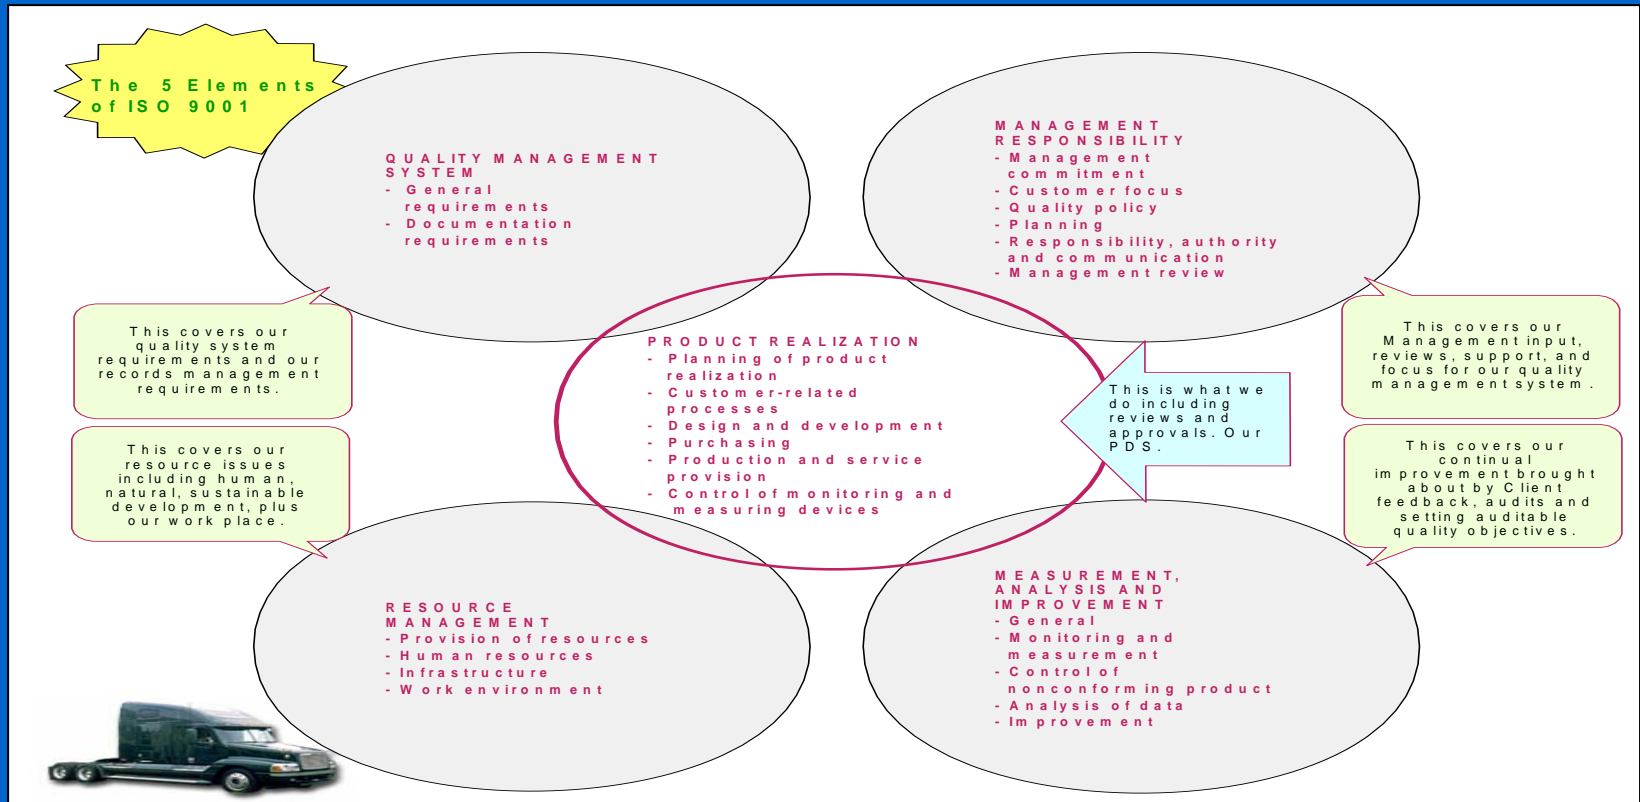 The 5 Elements
of ISO 9001
QUALITY MANAGEMENT
SYSTEM
- General
requirements
- Documentation
requirements
MANAGEMENT
RESPONSIBILITY
- Management
commitment
- Customer focus
- Quality policy
- Planning
- Responsibility, authority
and communication
- Management review
This covers our
quality system
requirements and our
records management
requirements.
PRODUCT REALIZATION
- Planning of product
realization
- Customer-related
processes
- Design and development
- Purchasing
- Production and service
provision
- Control of monitoring and
measuring devices
This is what we
do including
reviews and
approvals. Our
PDS.
This covers our
Management input,
reviews, support, and
focus for our quality
management system.
This covers our
resource issues
including human,
natural, sustainable
development, plus
our work place.
This covers our
continual
improvement brought
about by Client
feedback, audits and
setting auditable
quality objectives.
RESOURCE
MANAGEMENT
- Provision of resources
- Human resources
- Infrastructure
- Work environment
MEASUREMENT,
ANALYSIS AND
IMPROVEMENT
- General
- Monitoring and
measurement
- Control of
nonconforming product
- Analysis of data
- Improvement